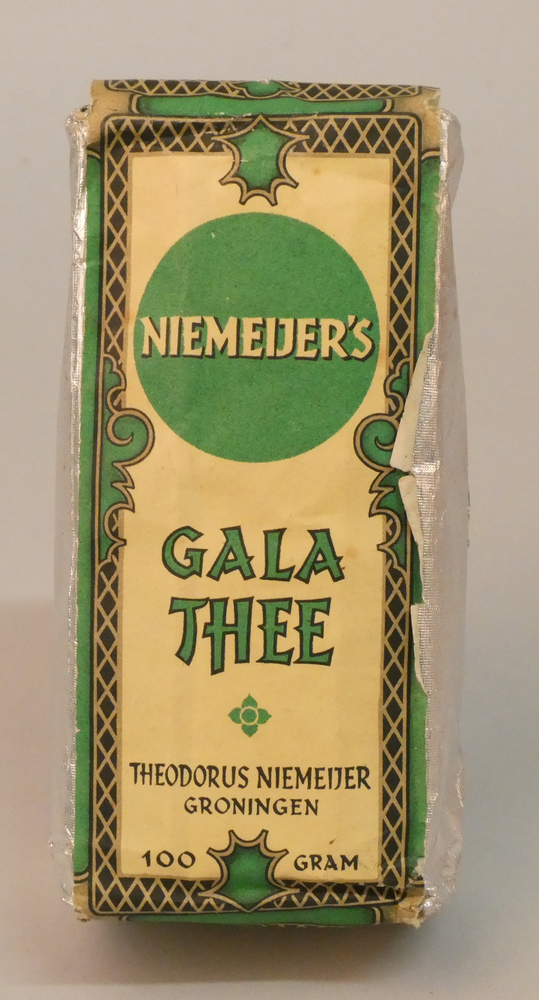 NIEMEIJER'S
GALA
THEE
THEODORUS NIEMEIJER
GRONINGEN
100 GRAM